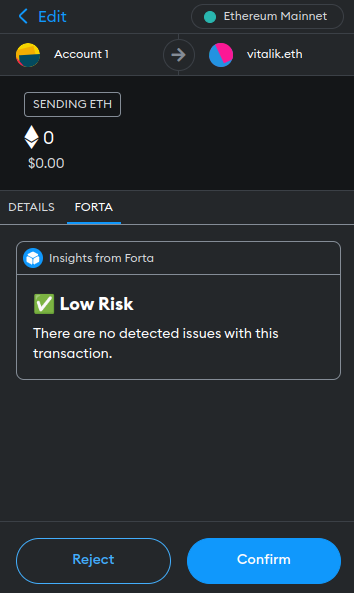 Edit
Ethereum Mainnet
Account 1
vitalik.eth
SENDING ETH
0
$0.00
DETAILS
FORTA
Insights from Forta
✅ Low Risk
There are no detected issues with this
transaction.
Reject
Confirm